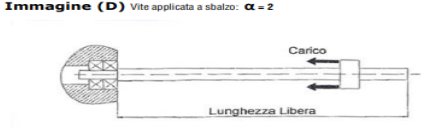 Immagine (D) Vite applicata a sbalzo: α = 2
Carico
Lunghezza Libera